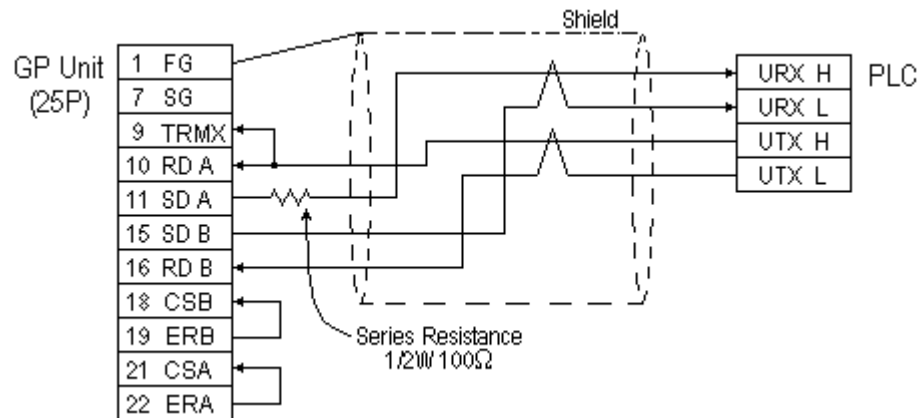 Shield
GP Unit
(25P)
1 FG
7 SG
9 TRMX
10 RD A
11 SD A
15 SD B
16 RD B
18 CSB
19 ERB
21 CSA
22 ERA
Series Resistance
1/2W 100Ω
URX H
URX L
UTX H
UTX L
PLC